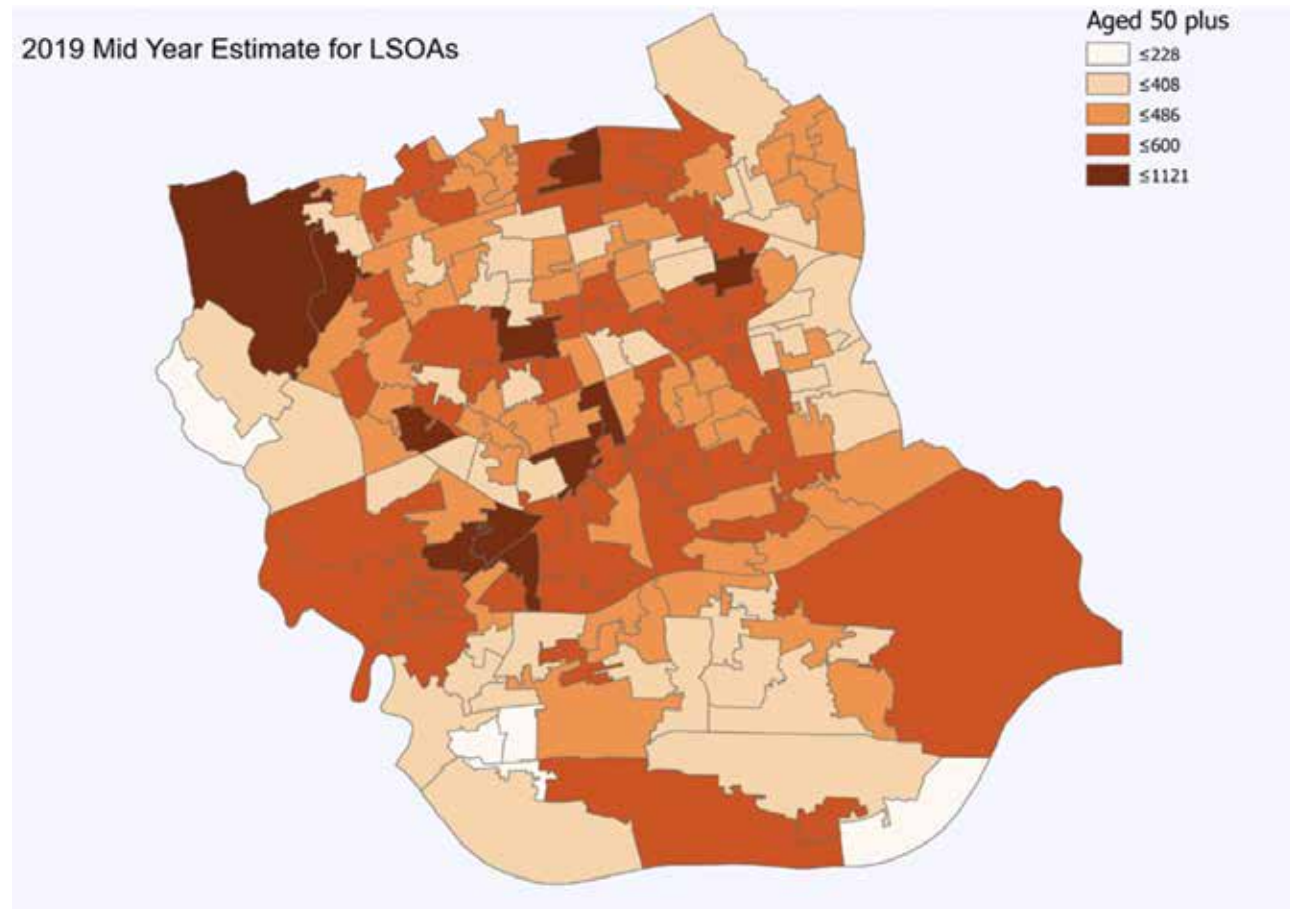 2019 Mid Year Estimate for LSOAs
Aged 50 plus
≤228
≤408
≤486
≤600
≤1121